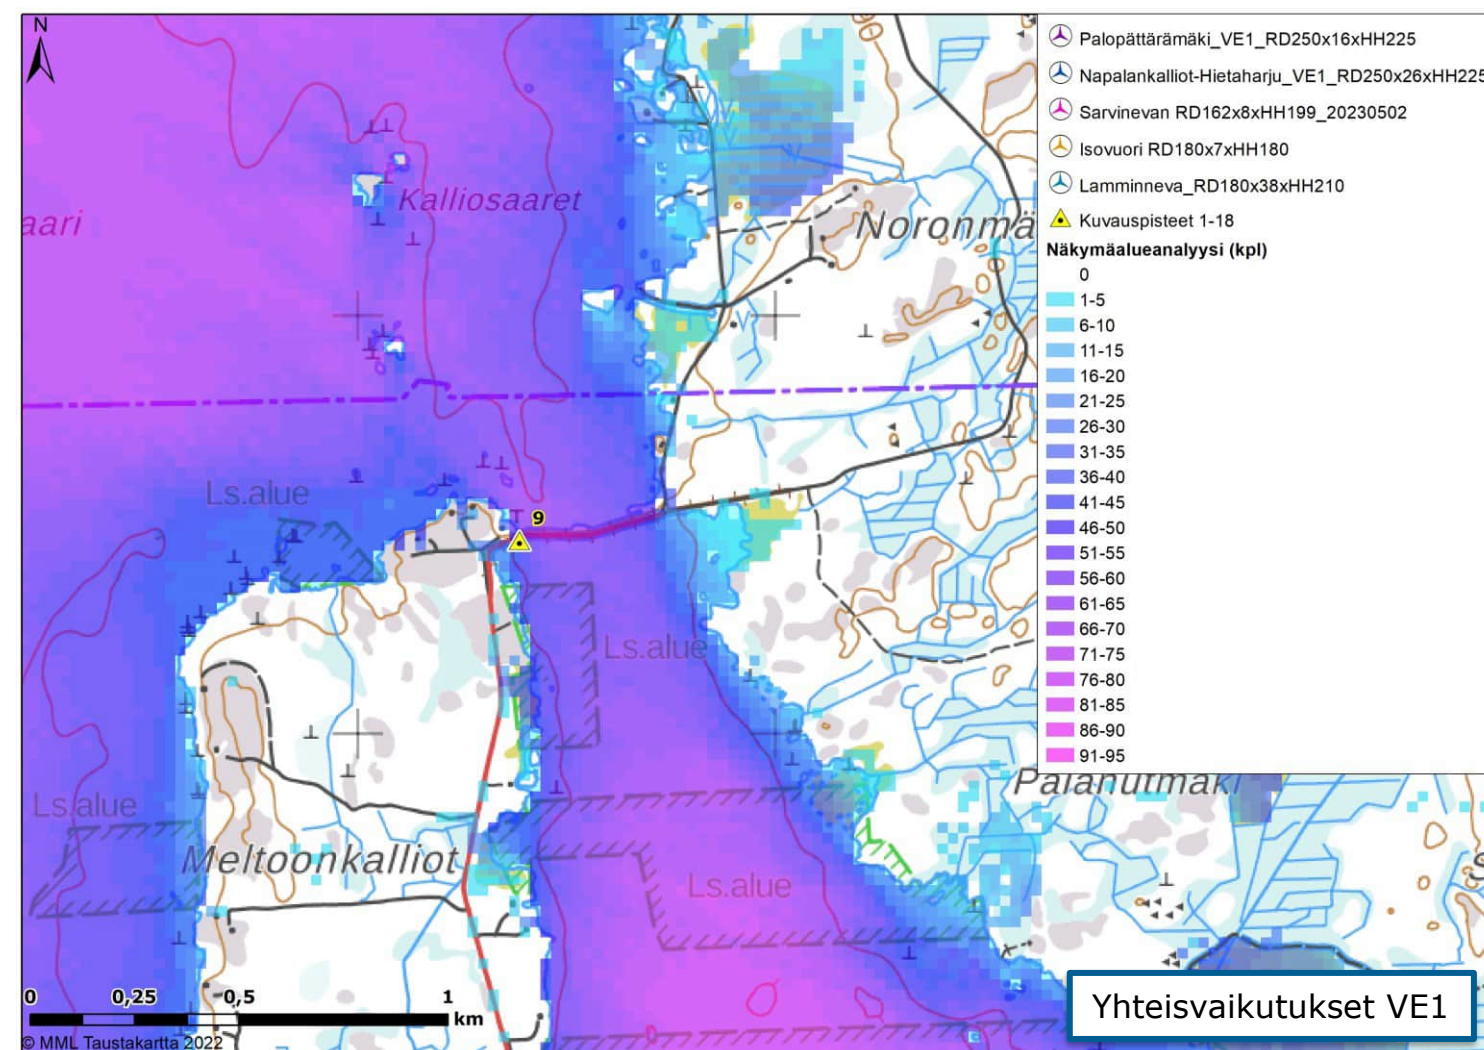 N
90
Palopättärämäki_VE1_RD250x16xHH225
Napalankalliot-Hietaharju_VE1_RD250x26xHH225
Sarvinevan RD162x8xHH199_20230502
Isovuori RD180x7xHH180
Lamminneva_RD180x38xHH210
Kuvauspisteet 1-18
Näkymäalueanalyysi (kpl)
0
1-5
6-10
11-15
16-20
21-25
26-30
31-35
36-40
41-45
46-50
51-55
56-60
61-65
66-70
71-75
76-80
81-85
86-90
91-95
Kalliosaaret
aari
Noronmä
Ls.alue
9
Ls.alue
Ls.alue
Meltoonkalliot
Ls.alue
Palanutmäki
S
0 0,25 0,5 1
km
© MML Taustakartta 2022
Yhteisvaikutukset VE1